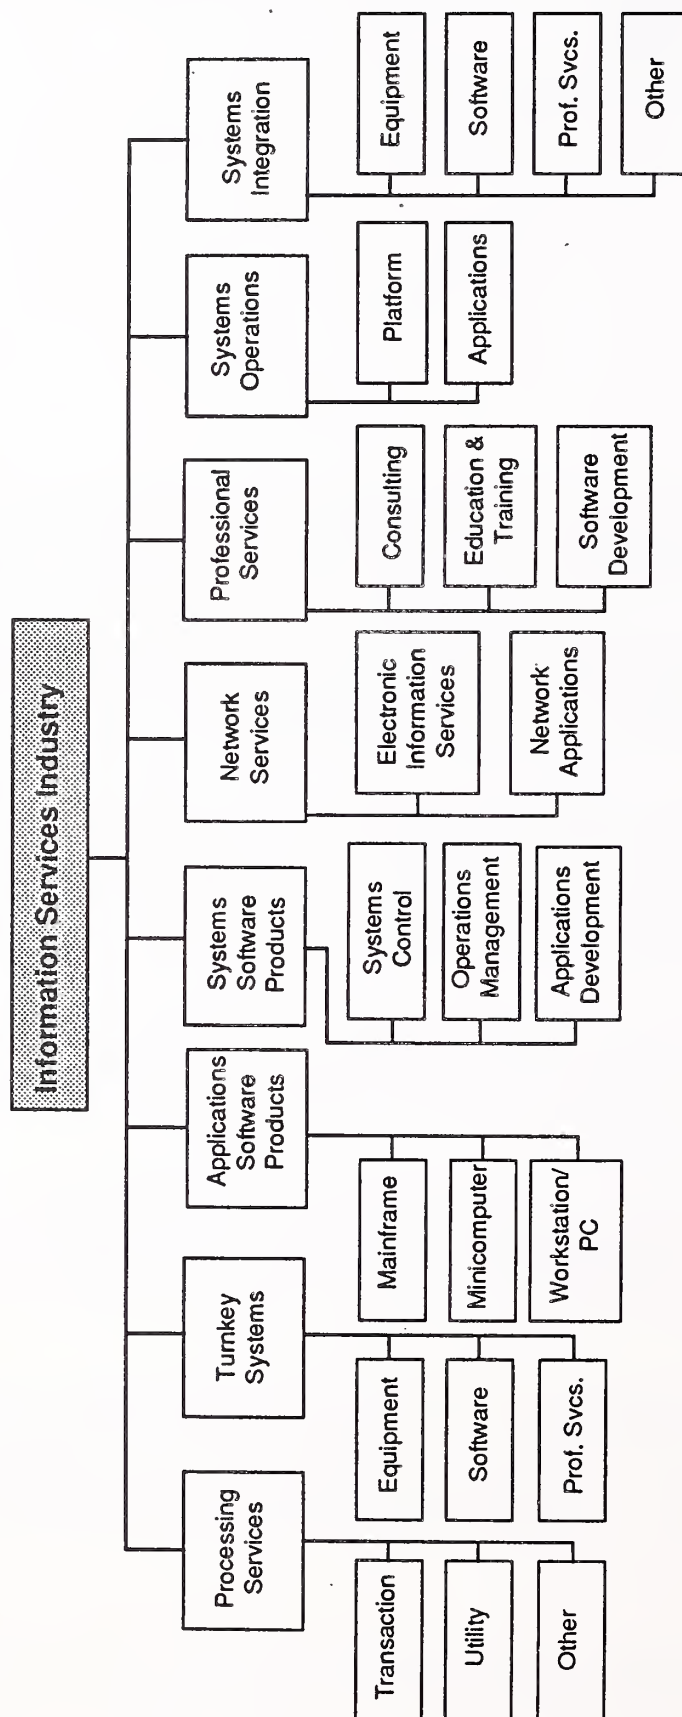 Information Services Industry
Processing
Services
Transaction
Utility
Other
Turnkey
Systems
Equipment
Software
Prof. Svcs.
Applications
Software
Products
Mainframe
Minicomputer
Workstation/
PC
Systems
Software
Products
Systems
Control
Operations
Management
Applications
Development
Network
Services
Electronic
Information
Services
Network
Applications
Professional
Services
Consulting
Education &
Training
Software
Development
Systems
Operations
Platform
Applications
Systems
Integration
Equipment
Software
Prof. Svcs.
Other